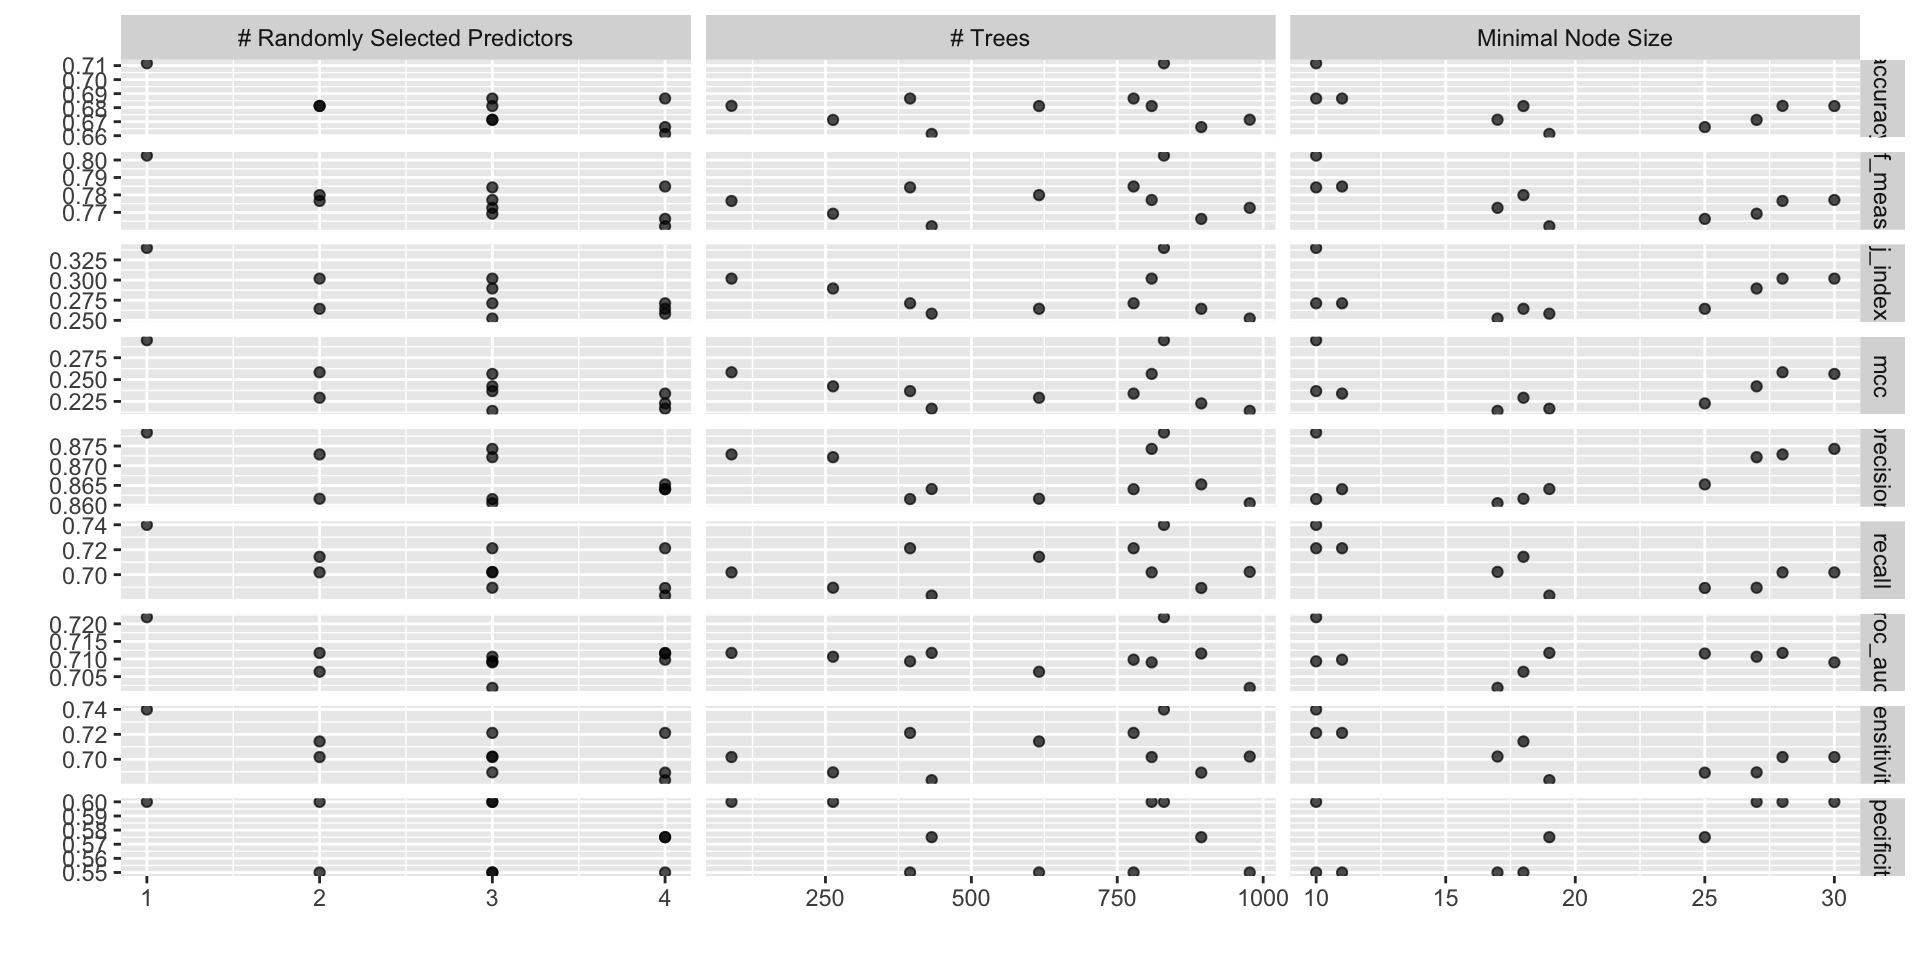 # Randomly Selected Predictors
# Trees
Minimal Node Size
0.71
0.70
0.69
0.68
0.67
0.66
accuracy
0.80
0.79
0.78
0.77
f_meas
0.325
0.300
0.275
0.250
j_index
0.275
0.250
0.225
mcc
0.875
0.870
0.865
0.860
precision
0.74
0.72
0.70
recall
0.720
0.715
0.710
0.705
roc_auc
0.74
0.72
0.70
ensitivit
0.60
0.59
0.58
0.57
0.56
0.55
pecificit
1 2 3 4
250 500 750 1000
10 15 20 25 30